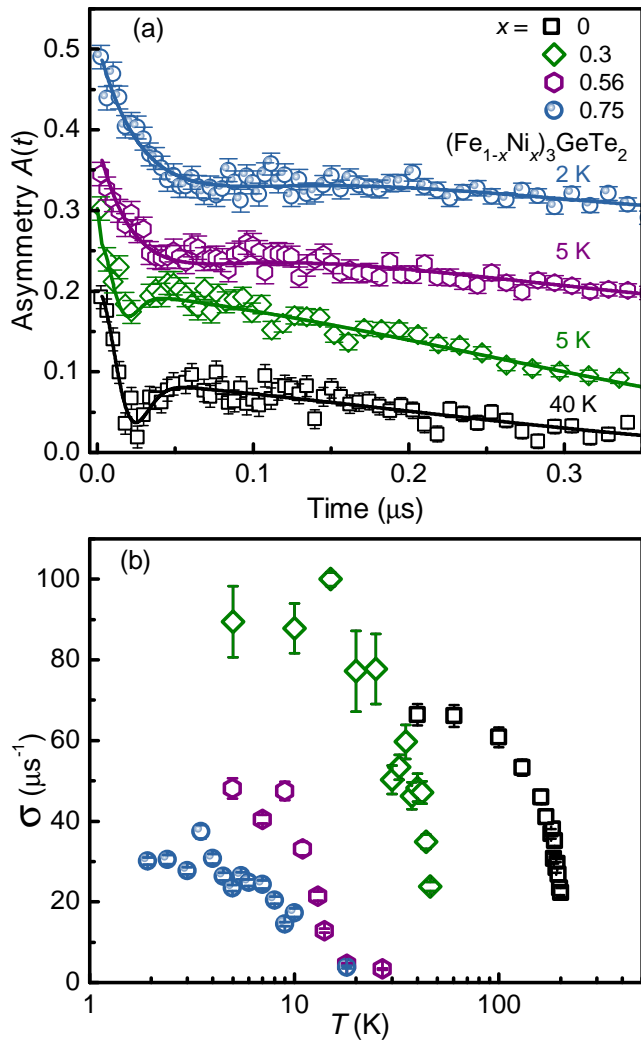 (a)
x = 0
0.3
0.56
0.75
(Fe1-xNix)3GeTe2
2 K
5 K
5 K
40 K
0.5
0.4
0.3
0.2
0.1
0.0
Asymmetry A(t)
0.0 0.1 0.2 0.3
Time (μs)
(b)
100
80
60
40
20
0
σ (μs-1)
1 10 100
T (K)